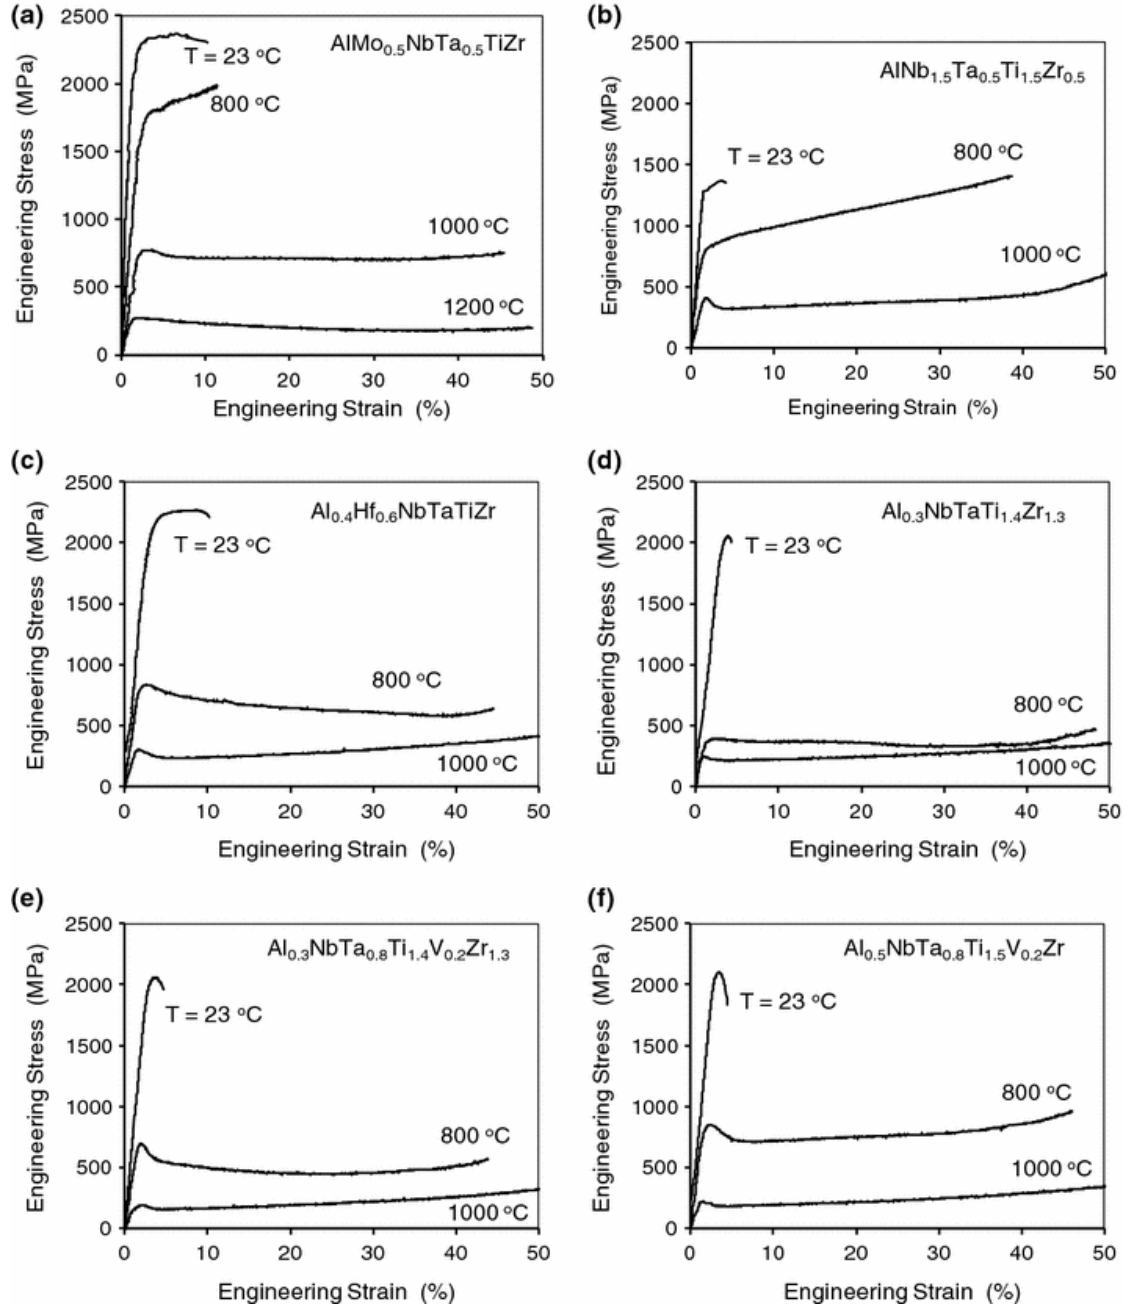 (a)
2500
2000
1500
1000
500
0
Engineering Stress (MPa)
AlMo0.5NbTa0.5TiZr
T = 23 °C
800 °C
1000 °C
1200 °C
0 10 20 30 40 50
Engineering Strain (%)
(b)
2500
2000
1500
1000
500
0
Engineering Stress (MPa)
AlNb1.5Ta0.5Ti1.5Zr0.5
T = 23 °C
800 °C
1000 °C
0 10 20 30 40 50
Engineering Strain (%)
(c)
2500
2000
1500
1000
500
0
Engineering Stress (MPa)
Al0.4Hf0.6NbTaTiZr
T = 23 °C
800 °C
1000 °C
0 10 20 30 40 50
Engineering Strain (%)
(d)
2500
2000
1500
1000
500
0
Engineering Stress (MPa)
Al0.3NbTaTi1.4Zr1.3
T = 23 °C
800 °C
1000 °C
0 10 20 30 40 50
Engineering Strain (%)
(e)
2500
2000
1500
1000
500
0
Engineering Stress (MPa)
Al0.3NbTa0.8Ti1.4V0.2Zr1.3
T = 23 °C
800 °C
1000 °C
0 10 20 30 40 50
Engineering Strain (%)
(f)
2500
2000
1500
1000
500
0
Engineering Stress (MPa)
Al0.5NbTa0.8Ti1.5V0.2Zr
T = 23 °C
800 °C
1000 °C
0 10 20 30 40 50
Engineering Strain (%)